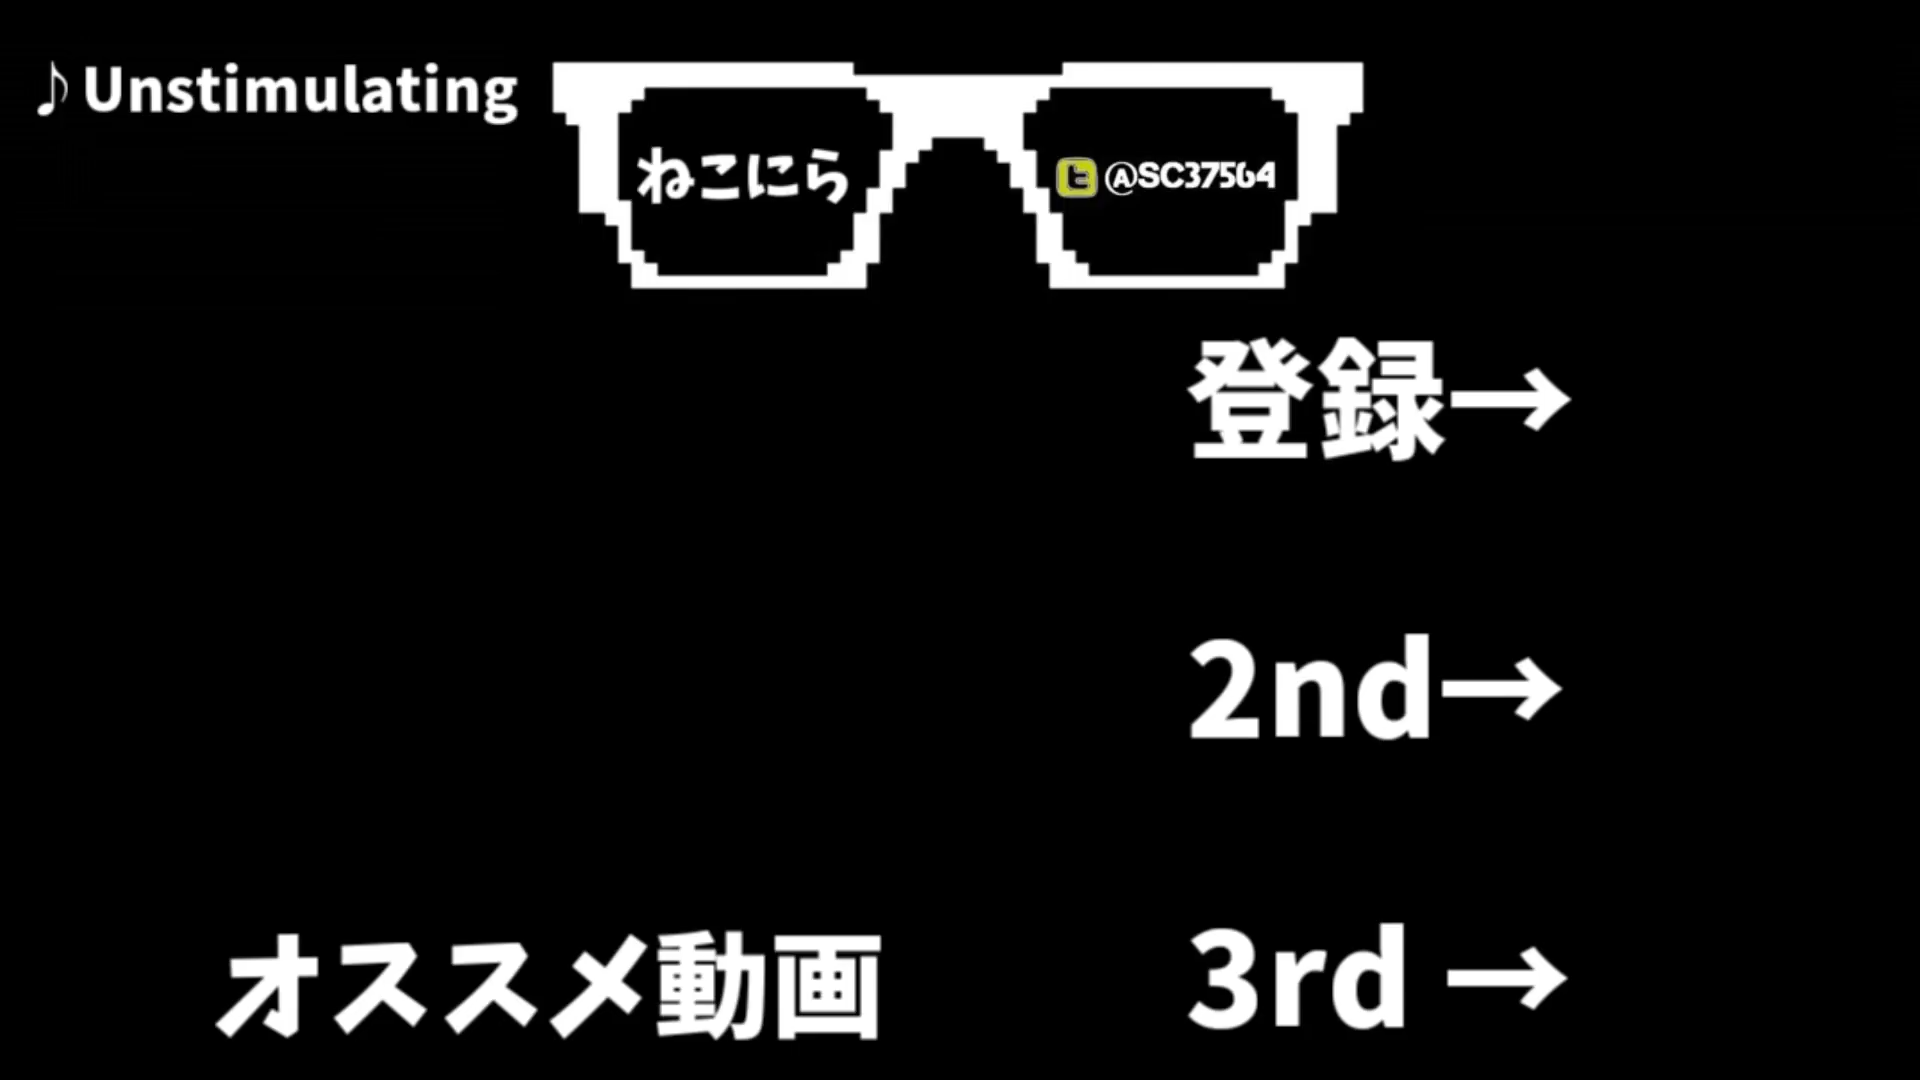 ♪Unstimulating
ねこにら
@SC37564
登録→
2nd→
オススメ動画
3rd →